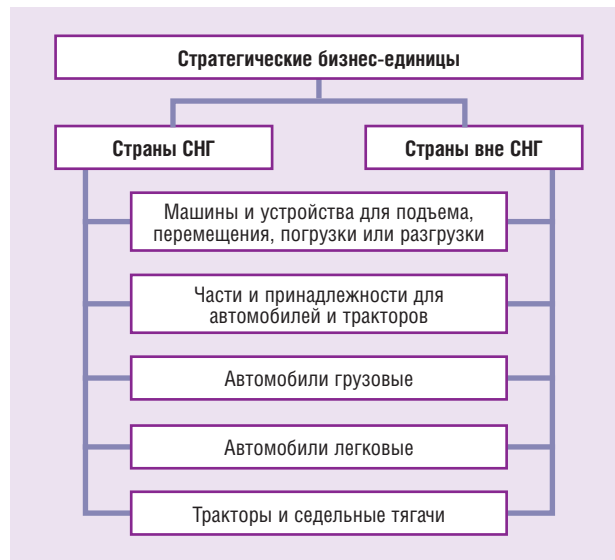 Стратегические бизнес-единицы
Страны СНГ
Страны вне СНГ
Машины и устройства для подъема,
перемещения, погрузки или разгрузки
Части и принадлежности для
автомобилей и тракторов
Автомобили грузовые
Автомобили легковые
Тракторы и седельные тягачи